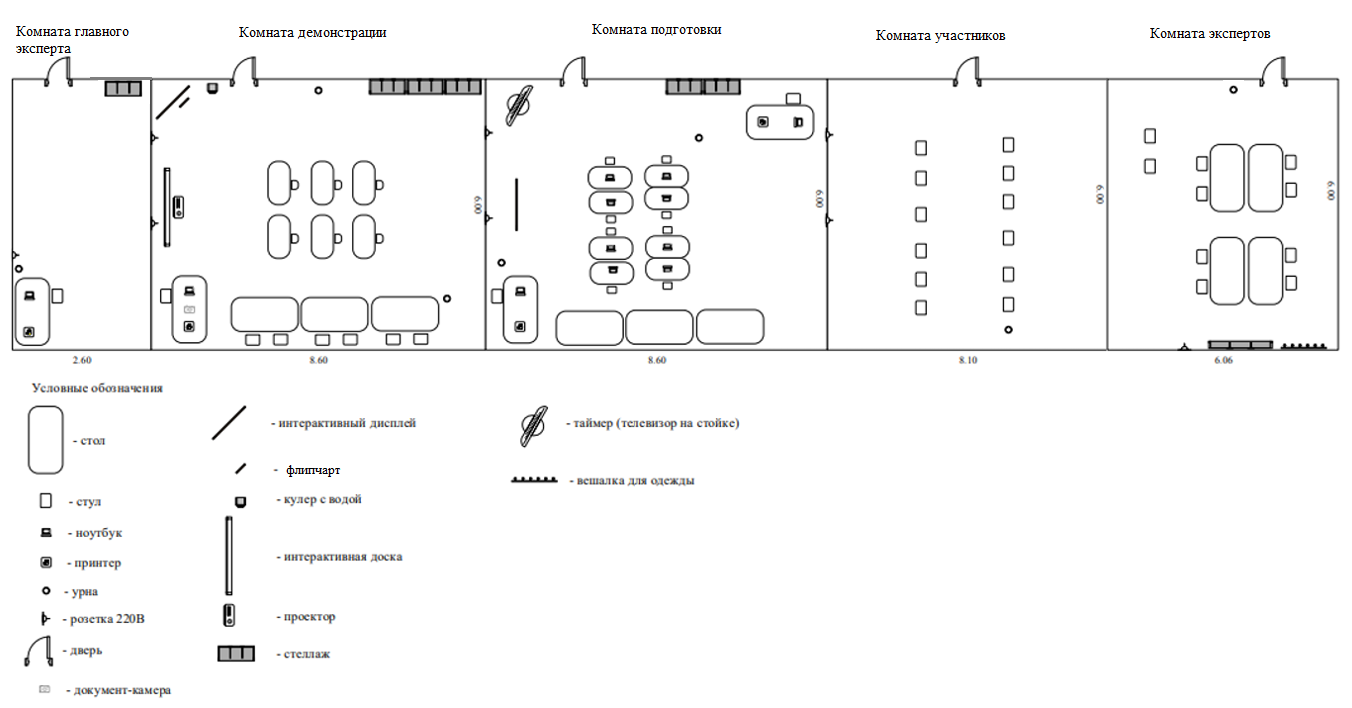 Комната главного
эксперта
Комната демонстрации
Комната подготовки
Комната участников
Комната экспертов
6.00
6.00
6.00
6.00
2.60
8.60
8.60
8.10
6.06
Условные обозначения
- стол
- стул
- ноутбук
- принтер
- урна
- розетка 220В
- дверь
- документ-камера
- интерактивный дисплей
- флипчарт
- кулер с водой
- интерактивная доска
- проектор
- стеллаж
- таймер (телевизор на стойке)
- вешалка для одежды